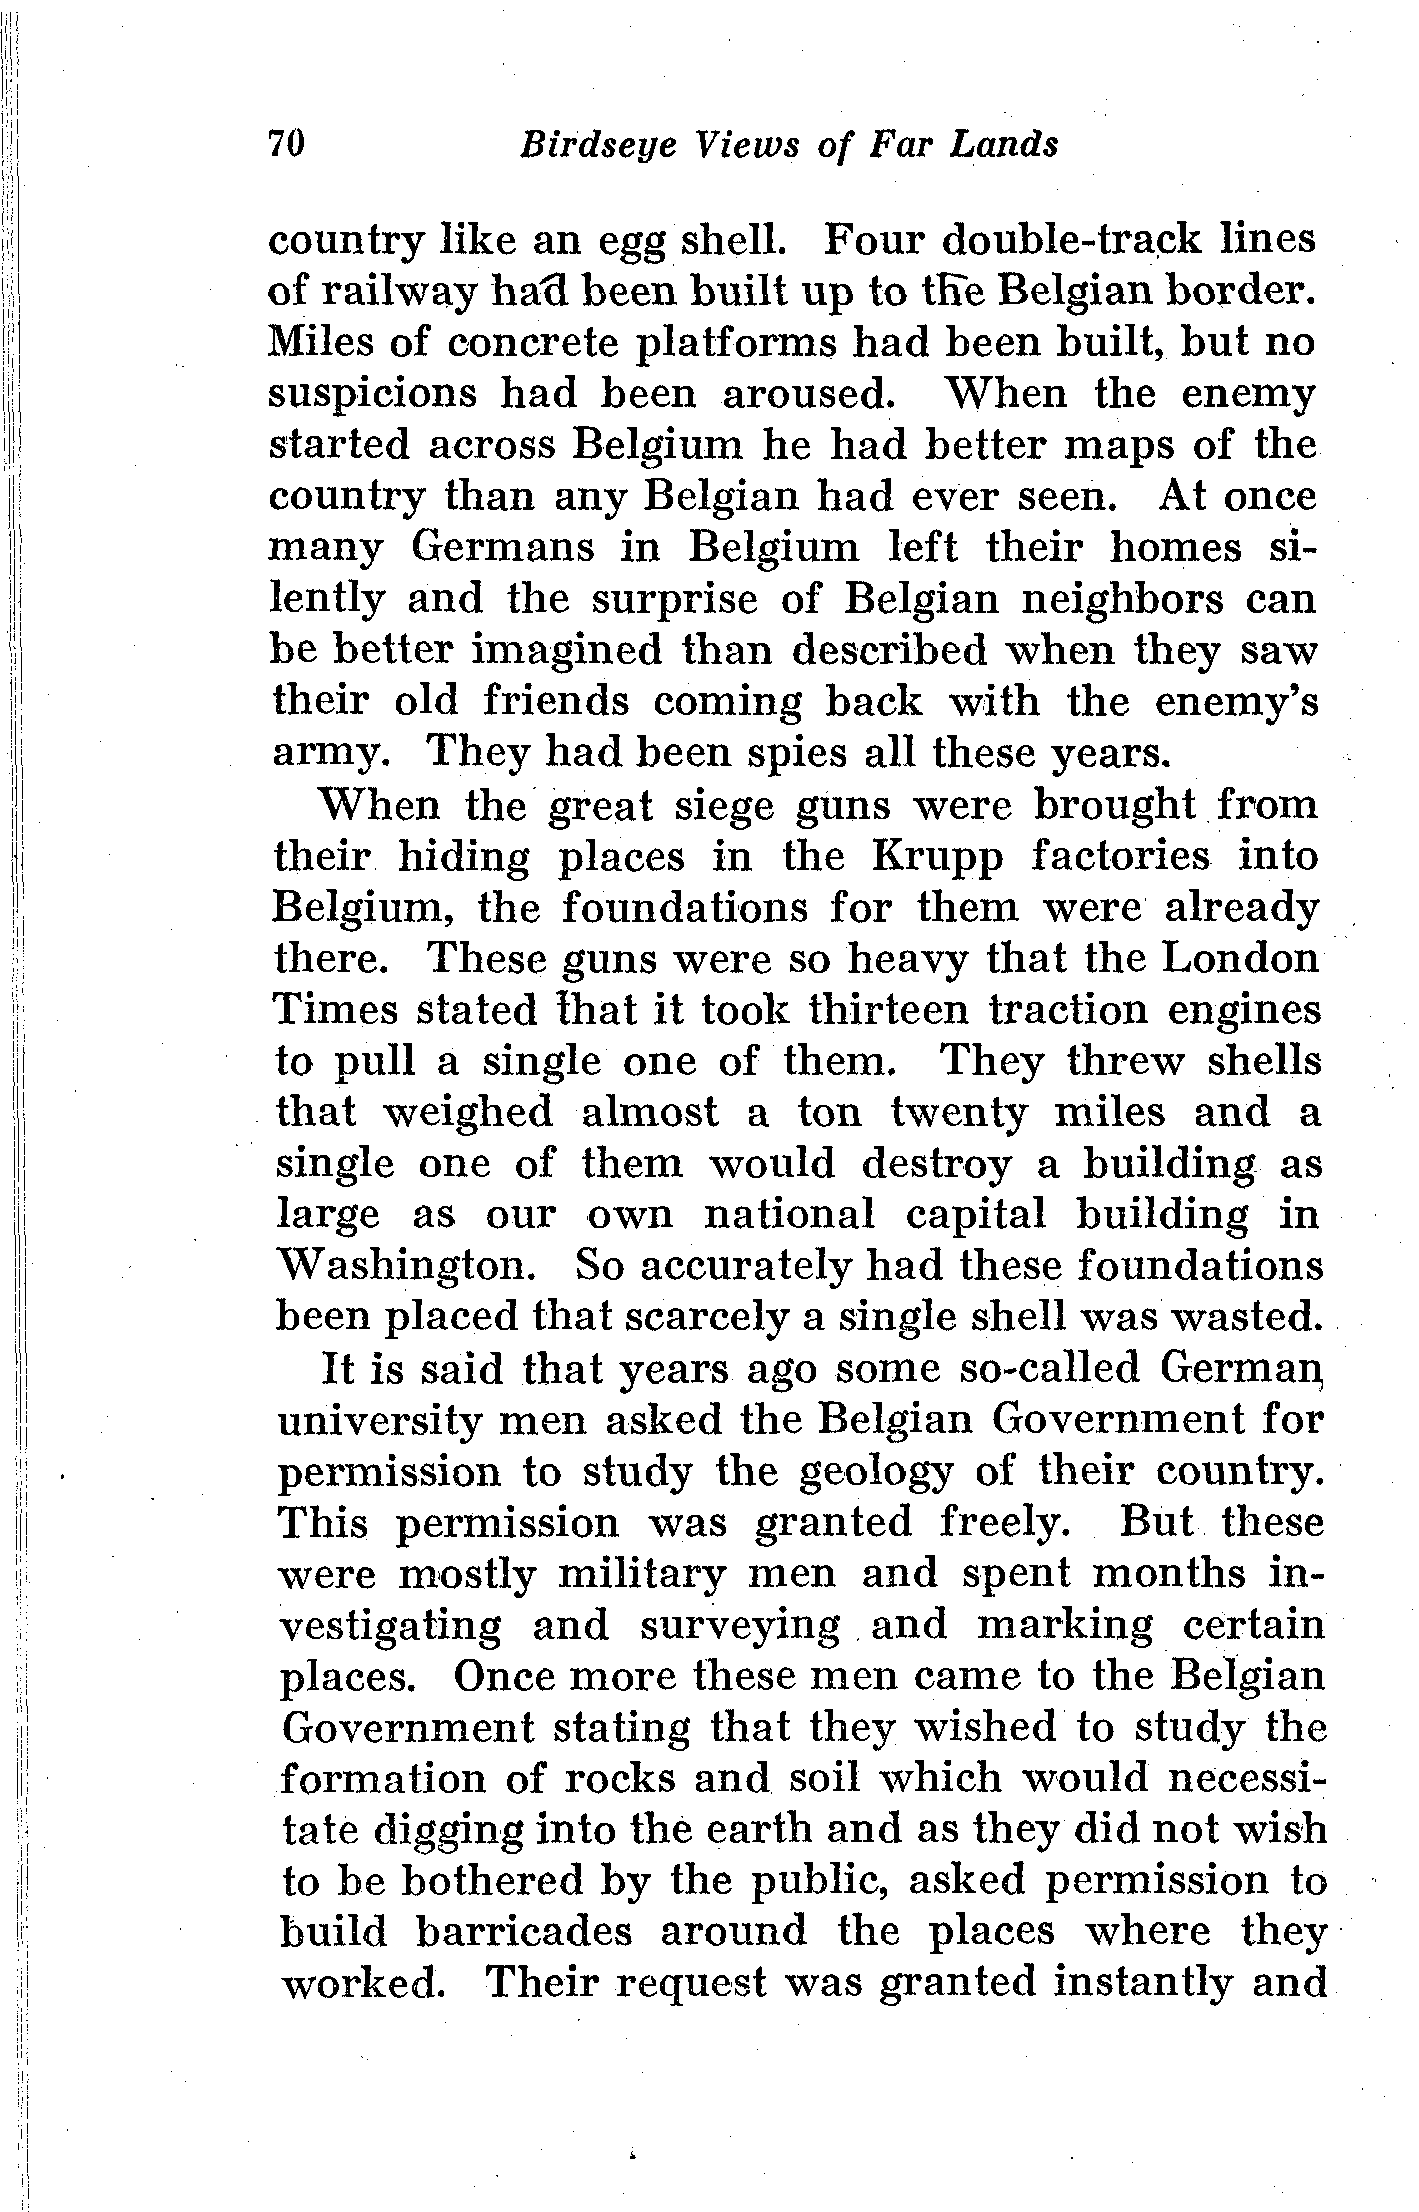 70 Birdseye Views of Far Lands
country like an egg shell. Four double-track lines
of railway had been built up to the Belgian border.
Miles of concrete platforms had been built, but no
suspicions had been aroused. When the enemy
started across Belgium he had better maps of the
country than any Belgian had ever seen. At once
many Germans in Belgium left their homes si-
lently and the surprise of Belgian neighbors can
be better imagined than described when they saw
their old friends coming back with the enemy's
army. They had been spies all these years.
When the great siege guns were brought from
their hiding places in the Krupp factories into
Belgium, the foundations for them were already
there. These guns were so heavy that the London
Times stated that it took thirteen traction engines
to pull a single one of them. They threw shells
that weighed almost a ton twenty miles and a
single one of them would destroy a building as
large as our own national capital building in
Washington. So accurately had these foundations
been placed that scarcely a single shell was wasted.
It is said that years ago some so-called German
university men asked the Belgian Government for
permission to study the geology of their country.
This permission was granted freely. But these
were mostly military men and spent months in-
vestigating and surveying and marking certain
places. Once more these men came to the Belgian
Government stating that they wished to study the
formation of rocks and soil which would necessi-
tate digging into the earth and as they did not wish
to be bothered by the public, asked permission to
build barricades around the places where they
worked. Their request was granted instantly and